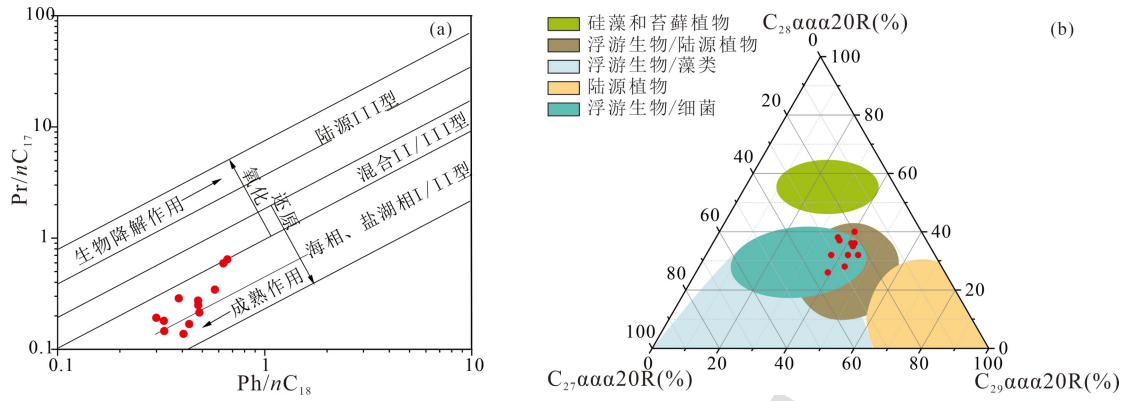 (a)
100
10
1
0.1
0.1
1
10
Pr/nC₁₇
Ph/nC₁₈
陆源III型
混合II/III型
海相、盐湖相I/II型
生物降解作用
氧化
还原
成熟作用
(b)
硅藻和苔藓植物
浮游生物/陆源植物
浮游生物/藻类
陆源植物
浮游生物/细菌
C₂₈ααα20R(%)
0
100
20
80
40
60
60
40
80
20
100
0
0
20
40
60
80
100
C₂₇ααα20R(%)
C₂₉ααα20R(%)